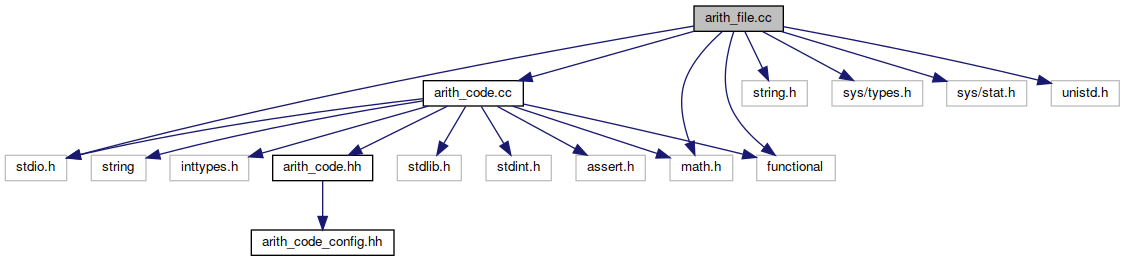 arith_file.cc
arith_code.cc
string.h
sys/types.h
sys/stat.h
unistd.h
stdio.h
string
inttypes.h
arith_code.hh
stdlib.h
stdint.h
assert.h
math.h
functional
arith_code_config.hh